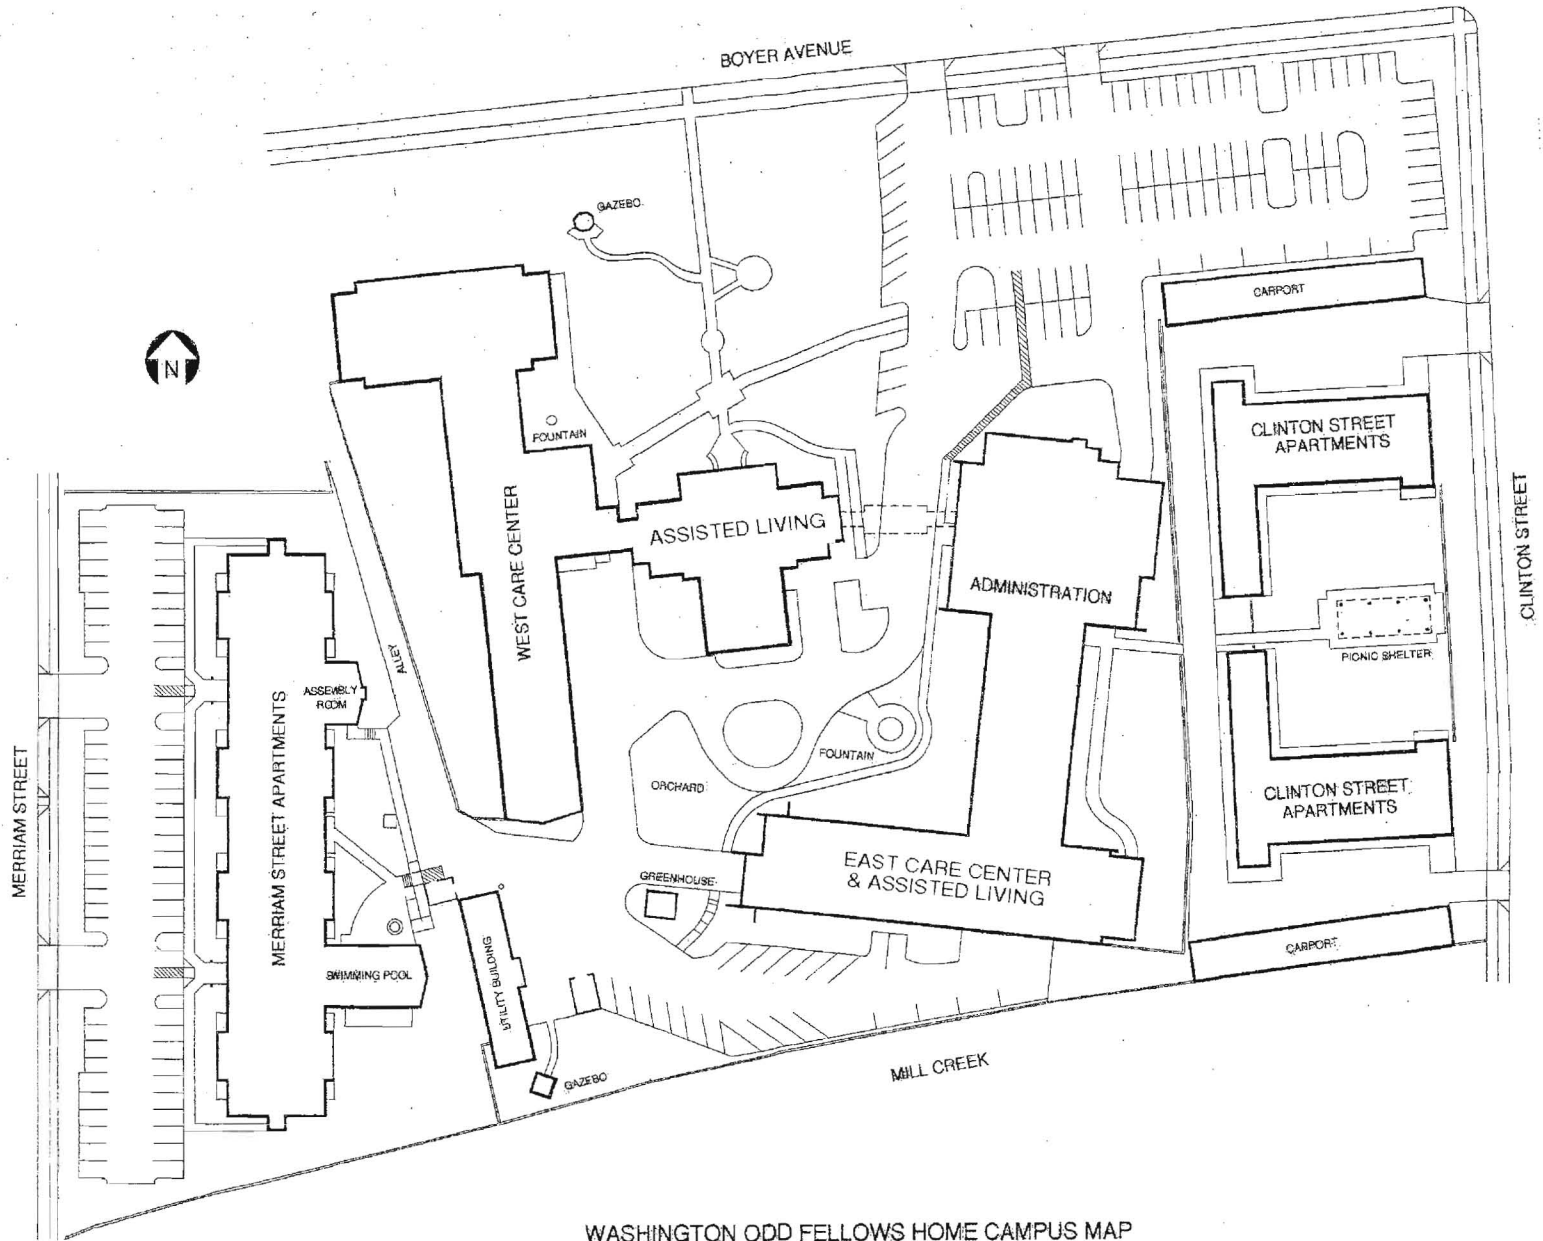 BOYER AVENUE
GAZEBO
CARPORT
N
FOUNTAIN
CLINTON STREET
APARTMENTS
WEST CARE CENTER
ASSISTED LIVING
CLINTON STREET
ADMINISTRATION
ALLEY
PICNIC SHELTER
ASSEMBLY
ROOM
MERRIAM STREET APARTMENTS
MERRIAM STREET
FOUNTAIN
ORCHARD
CLINTON STREET
APARTMENTS
EAST CARE CENTER
& ASSISTED LIVING
GREENHOUSE
CARPORT
SWIMMING POOL
UTILITY BUILDING
MILL CREEK
GAZEBO
WASHINGTON ODD FELLOWS HOME CAMPUS MAP